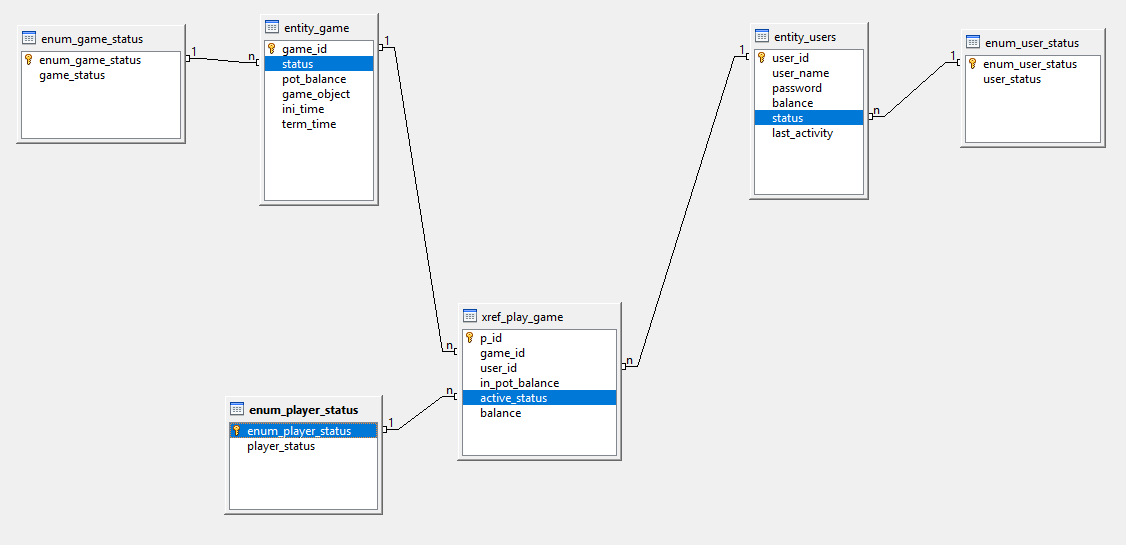 enum_game_status
enum_game_status
game_status
1
n
entity_game
game_id
status
pot_balance
game_object
ini_time
term_time
1
entity_users
user_id
user_name
password
balance
status
last_activity
1
n
1
enum_user_status
enum_user_status
user_status
xref_play_game
p_id
game_id
user_id
in_pot_balance
active_status
balance
n
n
n
enum_player_status
enum_player_status
player_status
1